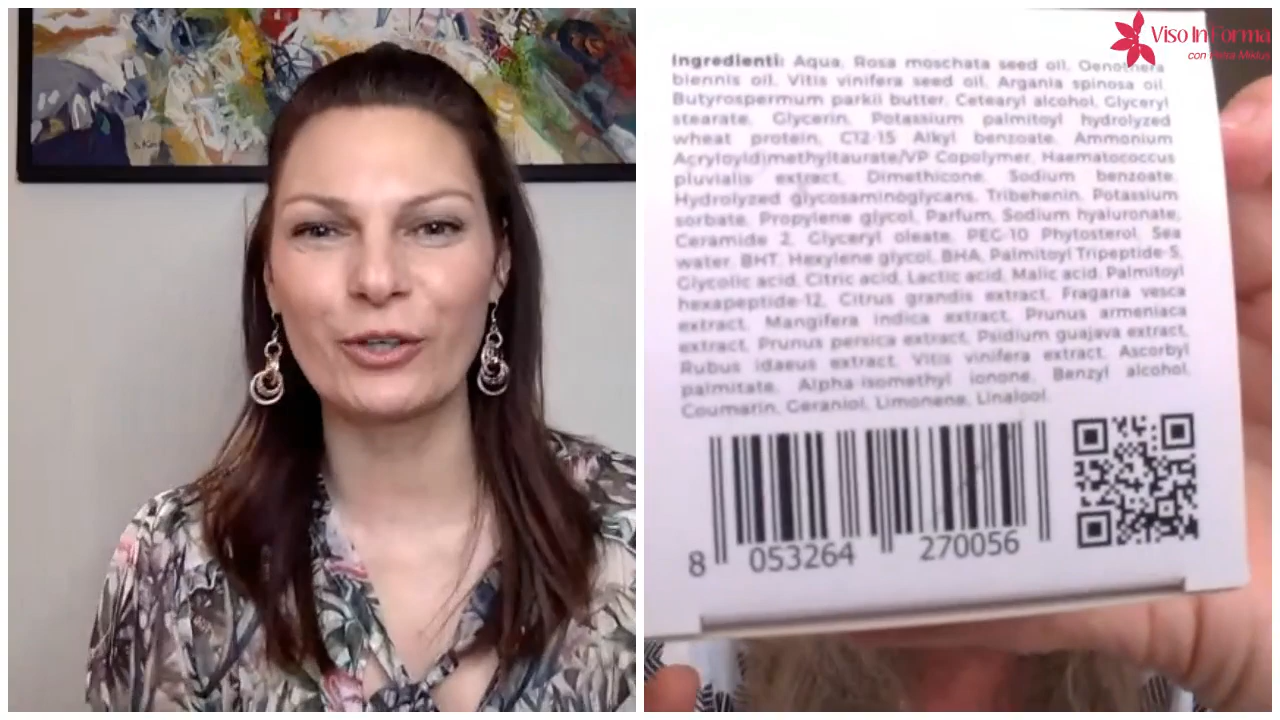 Viso In Forma
Ingredienti: Aqua, Rosa moschata seed oil, Oenothera
biennis oil, Vitis vinifera seed oil, Argania spinosa oil,
Butyrospermum parkii butter, Cetearyl alcohol, Glyceryl
stearate, Glycerin, Potassium palmitoyl hydrolyzed
wheat protein, C12-15 Alkyl benzoate, Ammonium
Acryloyldimethyltaurate/VP Copolymer, Haematococcus
pluvialis extract, Dimethicone, Sodium benzoate,
Hydrolyzed glycosaminoglycans, Tribehenin, Potassium
sorbate, Propylene glycol, Parfum, Sodium hyaluronate,
Ceramide 2, Glyceryl oleate, PEG-10 Phytosterol, Sea
water, BHT, Hexylene glycol, BHA, Palmitoyl Tripeptide-5,
Glycolic acid, Citric acid, Lactic acid, Malic acid, Palmitoyl
hexapeptide-12, Citrus grandis extract, Fragaria vesca
extract, Mangifera indica extract, Prunus armeniaca
extract, Prunus persica extract, Psidium guajava extract,
Rubus idaeus extract, Vitis vinifera extract, Ascorbyl
palmitate, Alpha-isomethyl ionone, Benzyl alcohol,
Coumarin, Geraniol, Limonene, Linalool.
8 053264 270056